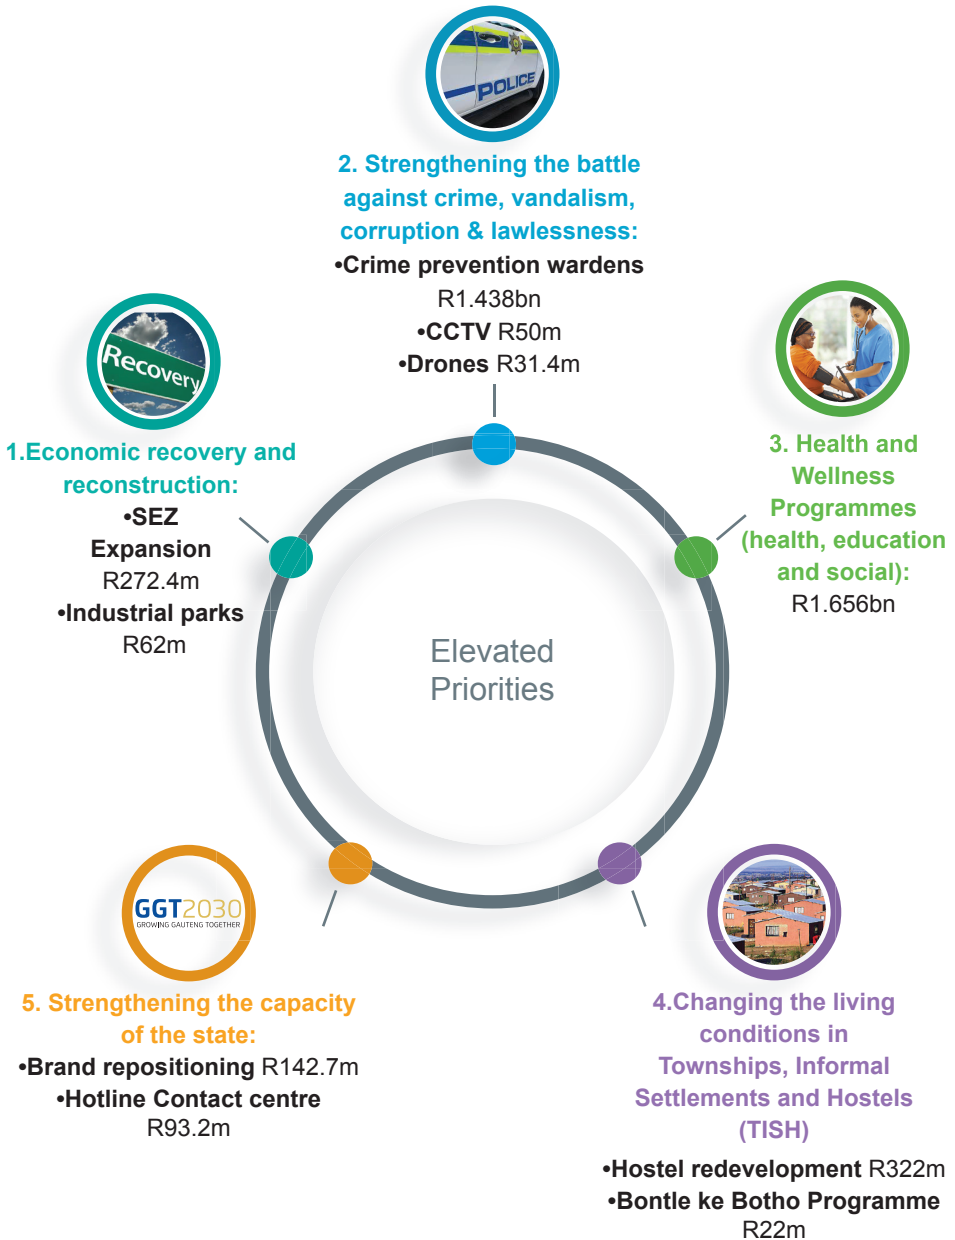 POLICE
2. Strengthening the battle
against crime, vandalism,
corruption & lawlessness:
•Crime prevention wardens
R1.438bn
•CCTV R50m
•Drones R31.4m
Recovery
1.Economic recovery and
reconstruction:
•SEZ
Expansion
R272.4m
•Industrial parks
R62m
3. Health and
Wellness
Programmes
(health, education
and social):
R1.656bn
Elevated
Priorities
GGT2030
GROWING GAUTENG TOGETHER
5. Strengthening the capacity
of the state:
•Brand repositioning R142.7m
•Hotline Contact centre
R93.2m
4.Changing the living
conditions in
Townships, Informal
Settlements and Hostels
(TISH)
•Hostel redevelopment R322m
•Bontle ke Botho Programme
R22m